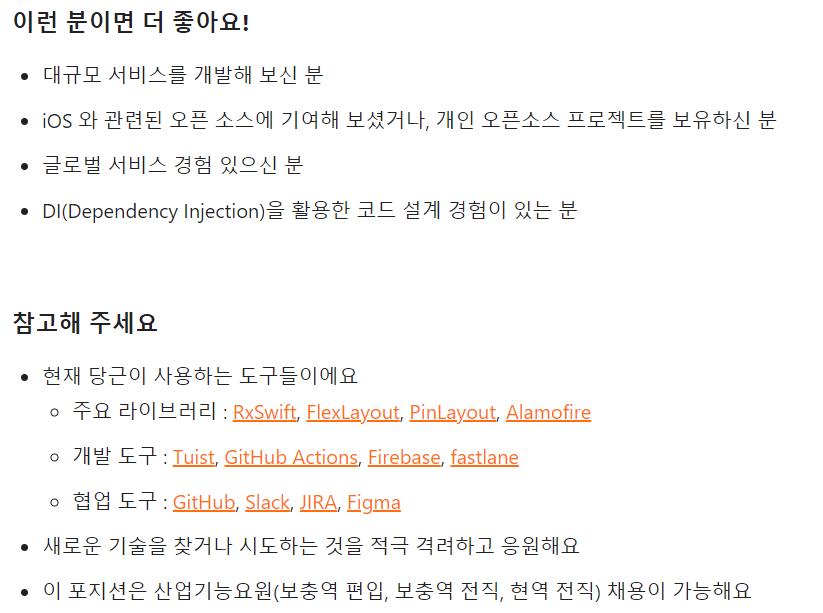 이런 분이면 더 좋아요!
대규모 서비스를 개발해 보신 분
iOS 와 관련된 오픈 소스에 기여해 보셨거나, 개인 오픈소스 프로젝트를 보유하신 분
글로벌 서비스 경험 있으신 분
DI(Dependency Injection)을 활용한 코드 설계 경험이 있는 분
참고해 주세요
현재 당근이 사용하는 도구들이에요
주요 라이브러리 : RxSwift, FlexLayout, PinLayout, Alamofire
개발 도구 : Tuist, GitHub Actions, Firebase, fastlane
협업 도구 : GitHub, Slack, JIRA, Figma
새로운 기술을 찾거나 시도하는 것을 적극 격려하고 응원해요
이 포지션은 산업기능요원(보충역 편입, 보충역 전직, 현역 전직) 채용이 가능해요